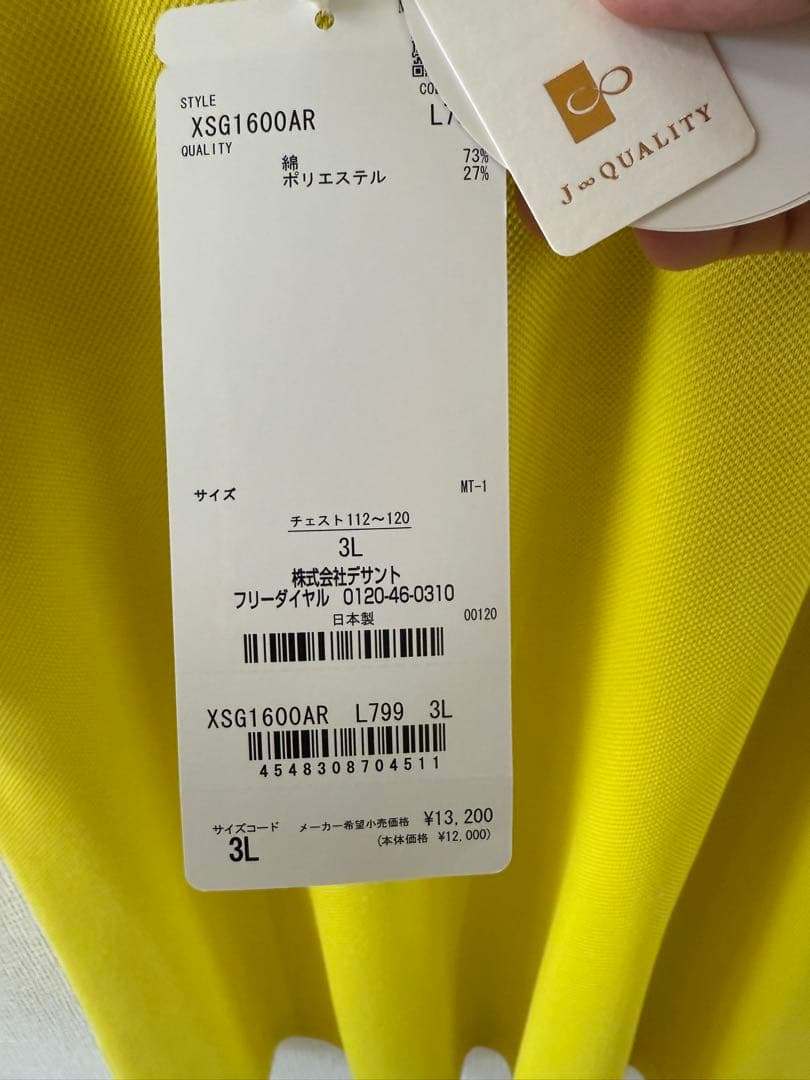 STYLE
XSG1600AR
QUALITY
綿 73%
ポリエステル 27%
J∞QUALITY
サイズ
MT-1
チェスト112～120
3L
株式会社デサント
フリーダイヤル 0120-46-0310
日本製
00120
XSG1600AR L799 3L
4548308704511
サイズコード
3L
メーカー希望小売価格 ¥13,200
(本体価格 ¥12,000)